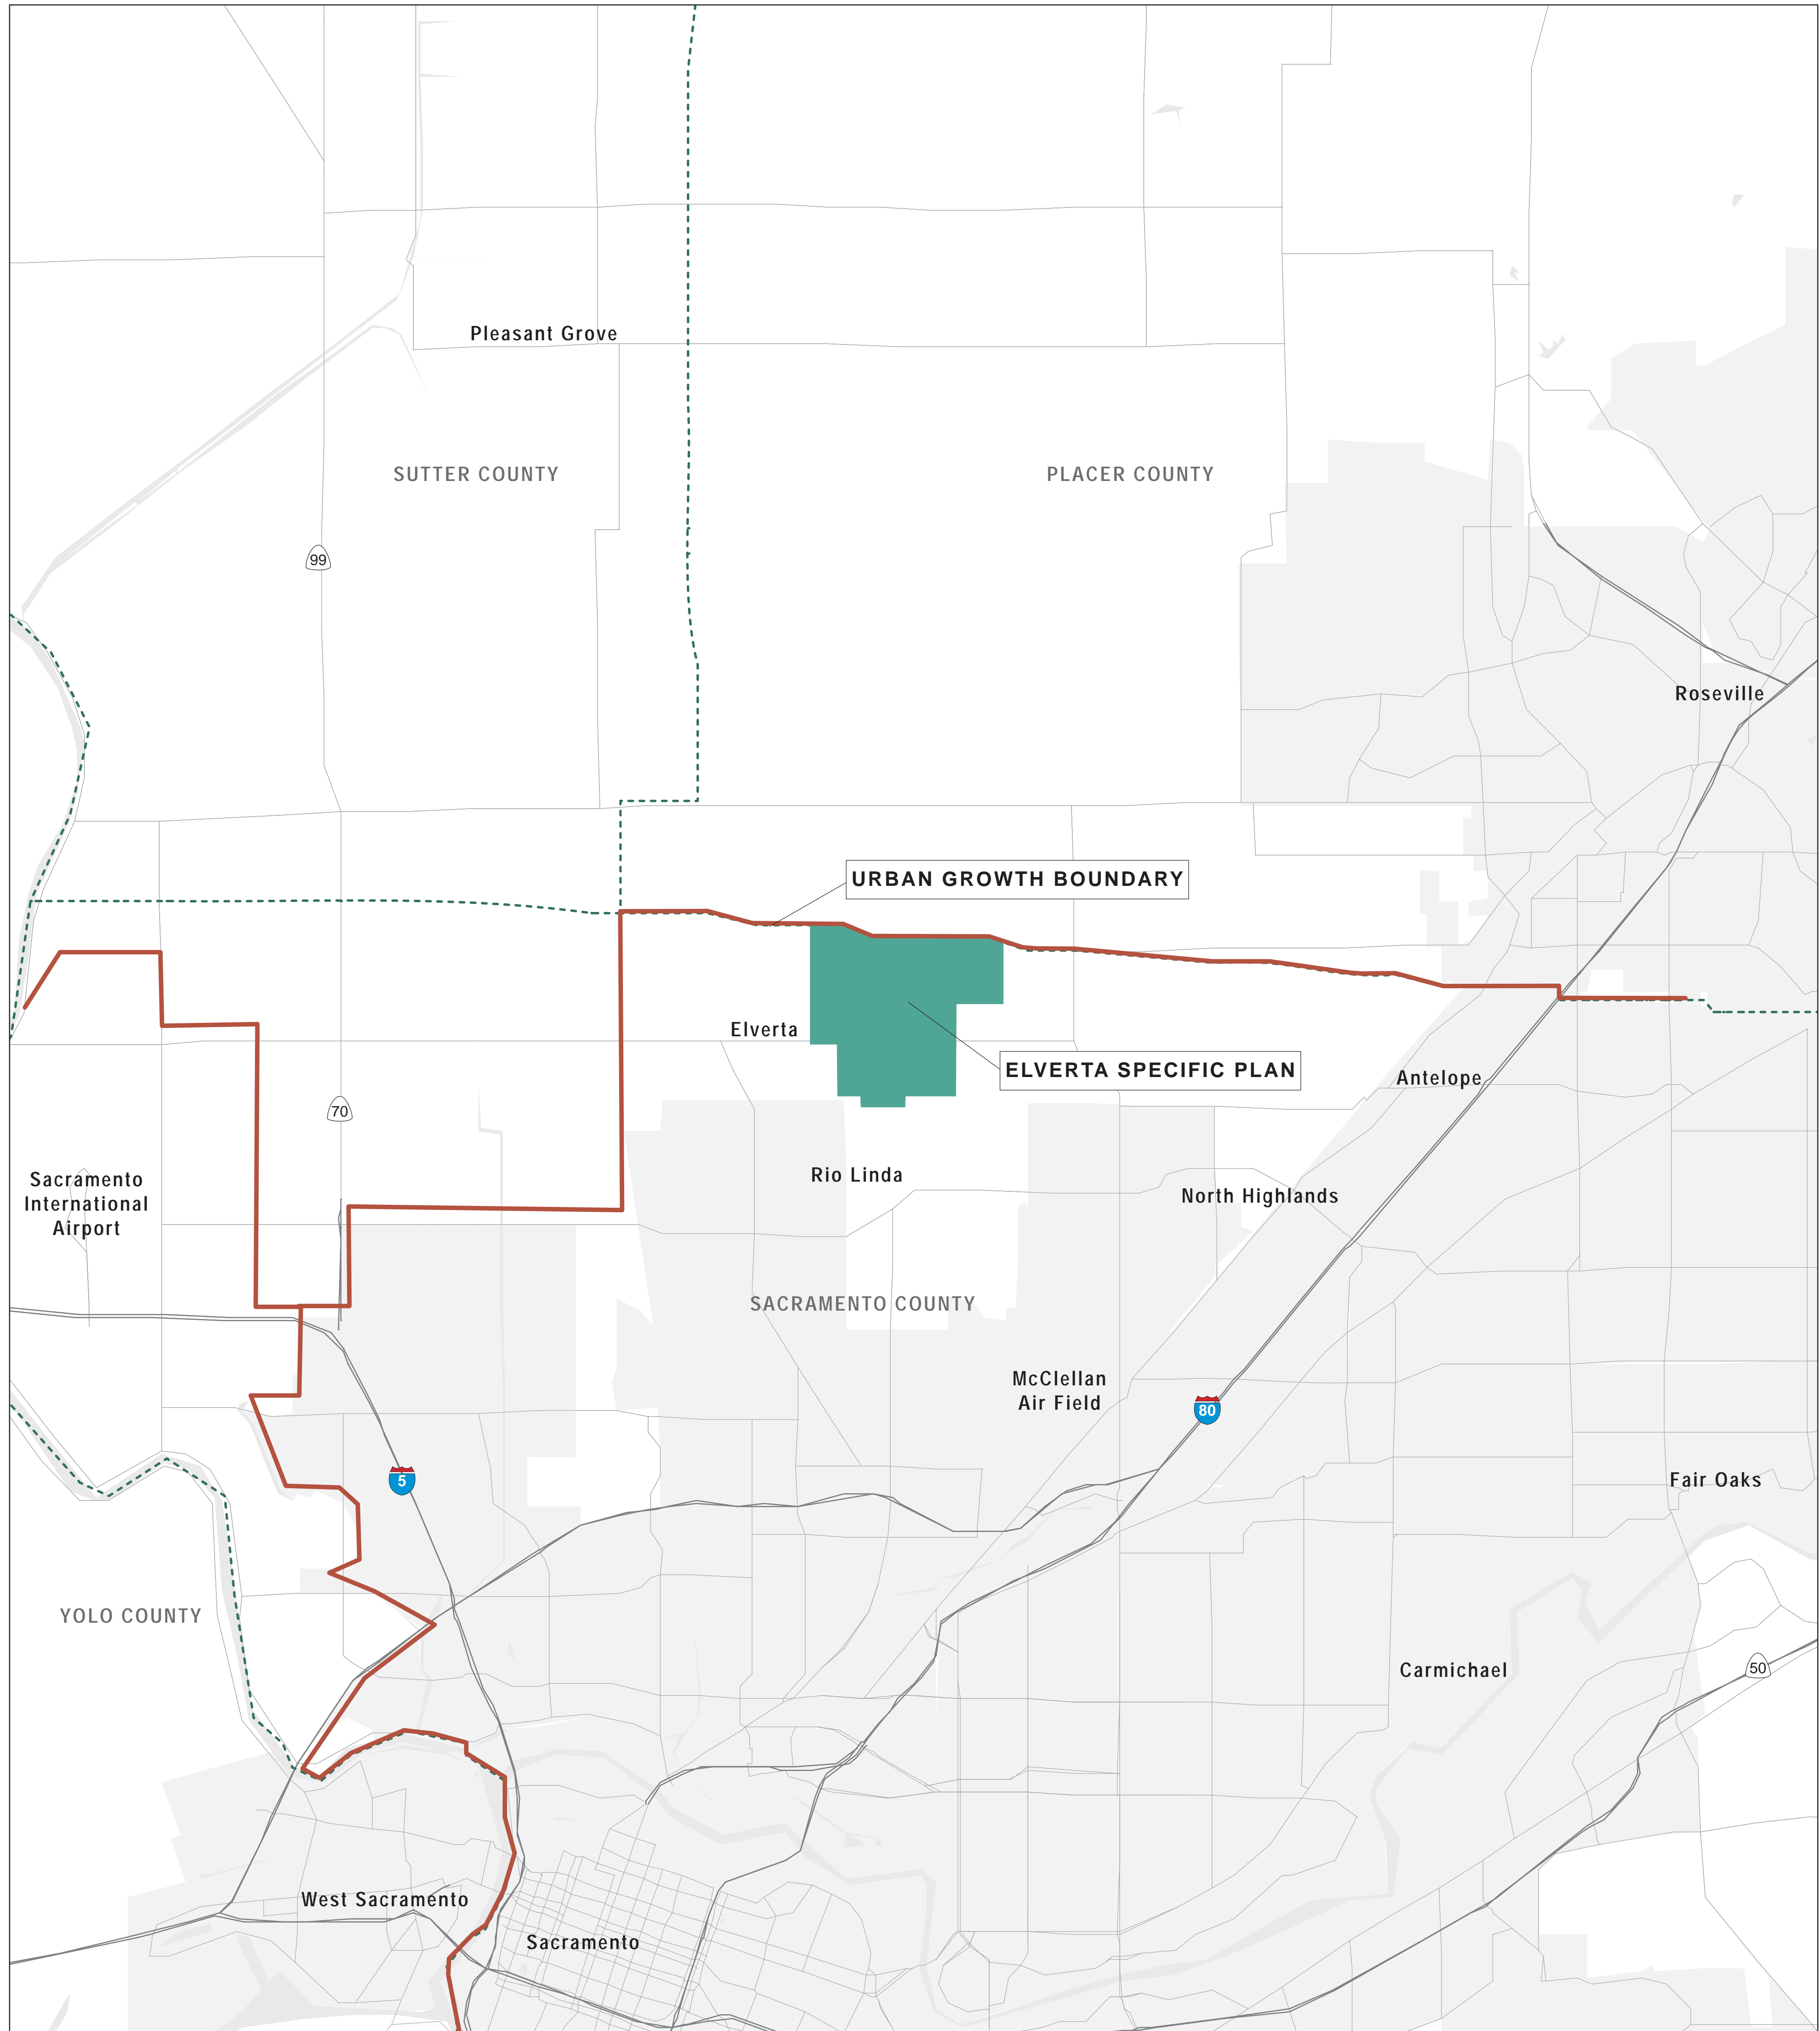 Pleasant Grove
SUTTER COUNTY
PLACER COUNTY
99
Roseville
URBAN GROWTH BOUNDARY
Elverta
ELVERTA SPECIFIC PLAN
Antelope
70
Sacramento
International
Airport
Rio Linda
North Highlands
SACRAMENTO COUNTY
McClellan
Air Field
80
5
Fair Oaks
YOLO COUNTY
Carmichael
50
West Sacramento
Sacramento